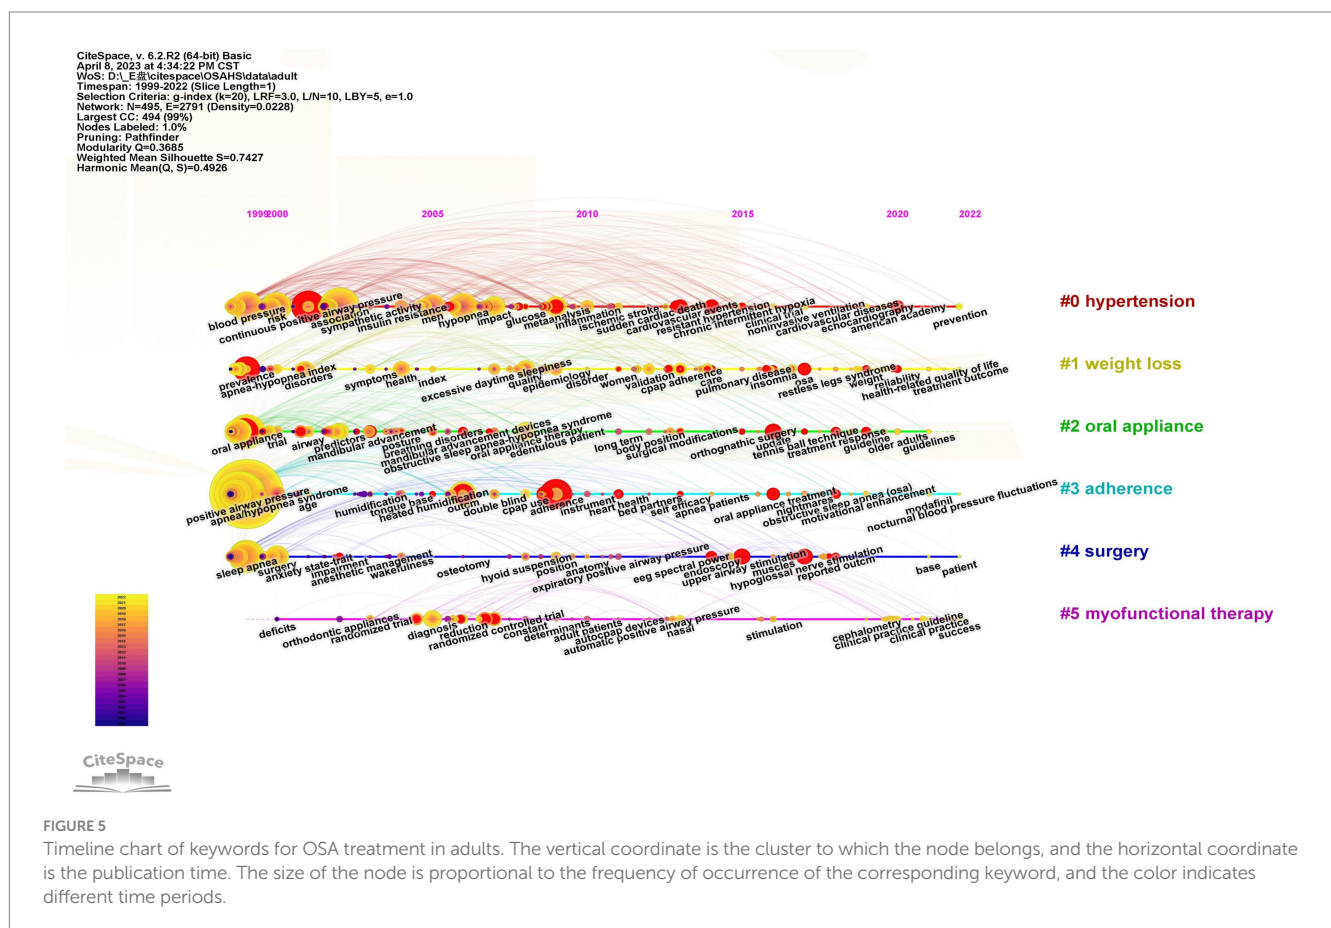 CiteSpace, v. 6.2.R2 (64-bit) Basic
April 8, 2023 at 4:34:22 PM CST
WoS: D:\_E盘\citespace\OSAHS\data\adult
Timespan: 1999-2022 (Slice Length=1)
Selection Criteria: g-index (k=20), LRF=3.0, L/N=10, LBY=5, e=1.0
Network: N=495, E=2791 (Density=0.0228)
Largest CC: 494 (99%)
Nodes Labeled: 1.0%
Pruning: Pathfinder
Modularity Q=0.3685
Weighted Mean Silhouette S=0.7427
Harmonic Mean(Q, S)=0.4926
1999 2000 2005 2010 2015 2020 2022
blood pressure
risk
continuous positive airway pressure
association
sympathetic activity
insulin resistance
men
hypopnea
impact
glucose
metaanalysis
inflammation
ischemic stroke
sudden cardiac death
cardiovascular events
resistant hypertension
chronic intermittent hypoxia
clinical trial
noninvasive ventilation
cardiovascular diseases
echocardiography
american academy
prevention
#0 hypertension
prevalence
apnea-hypopnea index
disorders
symptoms
health
index
excessive daytime sleepiness
quality
epidemiology
disorder
women
validation
cpap adherence
care
pulmonary disease
insomnia
osa
restless legs syndrome
weight
reliability
health-related quality of life
treatment outcome
#1 weight loss
oral appliance
trial
airway
predictors
mandibular advancement
posture
breathing disorders
mandibular advancement devices
obstructive sleep apnea-hypopnea syndrome
oral appliance therapy
edentulous patient
long term
body position
surgical modifications
orthognathic surgery
update
tennis ball technique
treatment response
guideline
older adults
guidelines
#2 oral appliance
positive airway pressure
apnea/hypopnea syndrome
age
humidification
tongue base
heated humidification
outcm
double blind
cpap use
adherence
instrument
heart health
bed partners
self efficacy
apnea patients
oral appliance treatment
nightmares
obstructive sleep apnea (osa)
motivational enhancement
modafinil
nocturnal blood pressure fluctuations
#3 adherence
sleep apnea
surgery
anxiety state-trait
impairment
anesthetic management
wakefulness
osteotomy
hyoid suspension
position
anatomy
expiratory positive airway pressure
eeg spectral power
endoscopy
upper airway stimulation
muscles
hypoglossal nerve stimulation
reported outcm
base
patient
#4 surgery
deficits
orthodontic appliances
randomized trial
diagnosis
reduction
randomized controlled trial
constant
determinants
adult patients
autocpap devices
automatic positive airway pressure
nasal
stimulation
cephalometry
clinical practice guideline
clinical practice
success
#5 myofunctional therapy
CiteSpace
FIGURE 5
Timeline chart of keywords for OSA treatment in adults. The vertical coordinate is the cluster to which the node belongs, and the horizontal coordinate
is the publication time. The size of the node is proportional to the frequency of occurrence of the corresponding keyword, and the color indicates
different time periods.